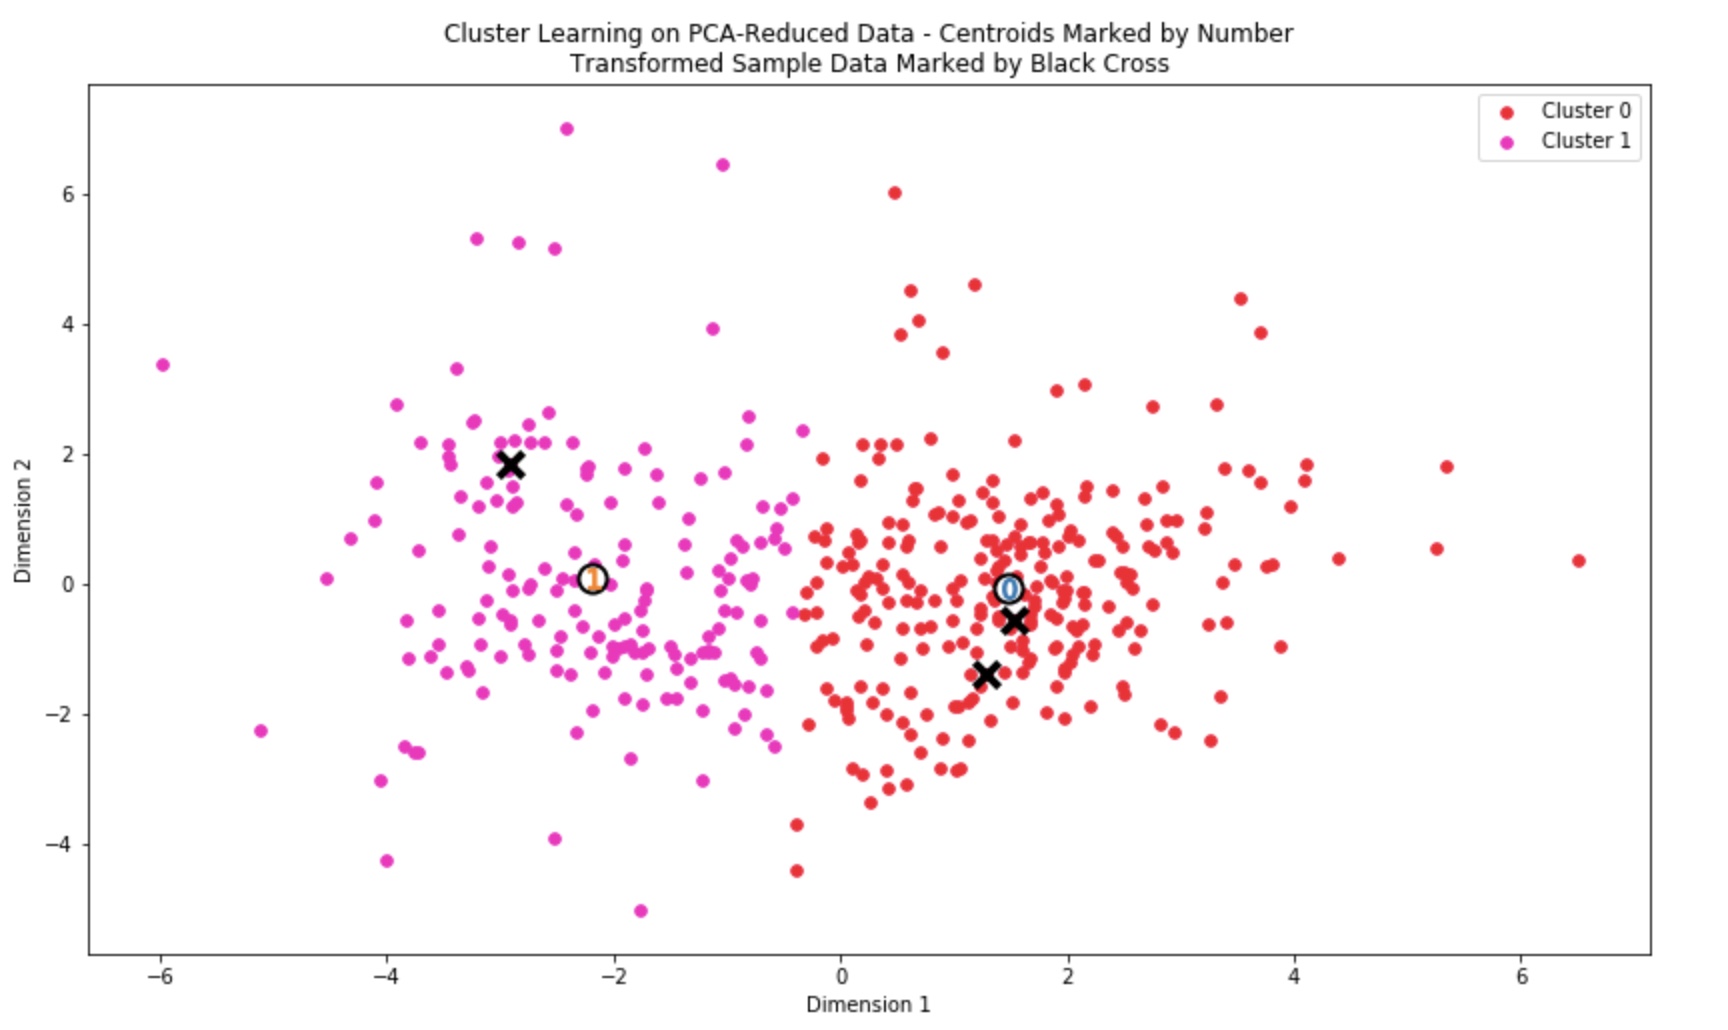 Cluster Learning on PCA-Reduced Data - Centroids Marked by Number
Transformed Sample Data Marked by Black Cross
Cluster 0
Cluster 1
Dimension 2
6
4
2
0
−2
−4
1
0
−6
−4
−2
0
2
4
6
Dimension 1